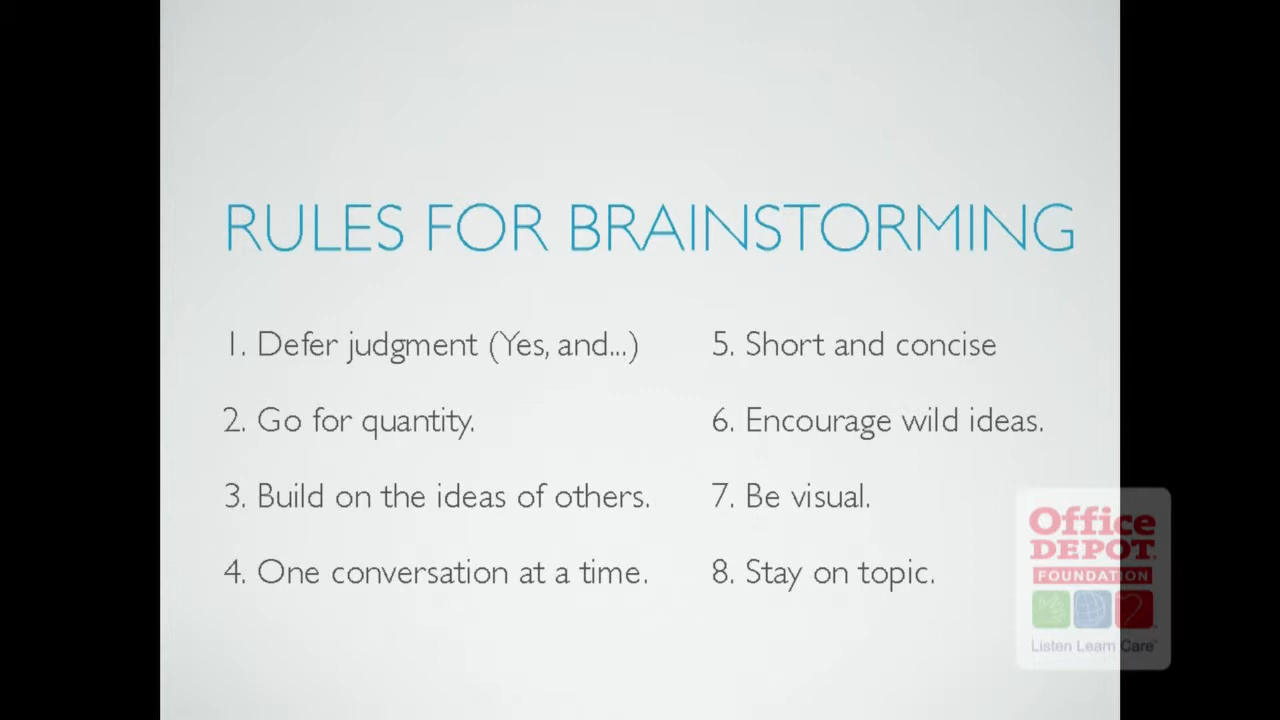 RULES FOR BRAINSTORMING
1. Defer judgment (Yes, and...)
2. Go for quantity.
3. Build on the ideas of others.
4. One conversation at a time.
5. Short and concise
6. Encourage wild ideas.
7. Be visual.
8. Stay on topic.
Office
DEPOT.
FOUNDATION
Listen Learn Care™